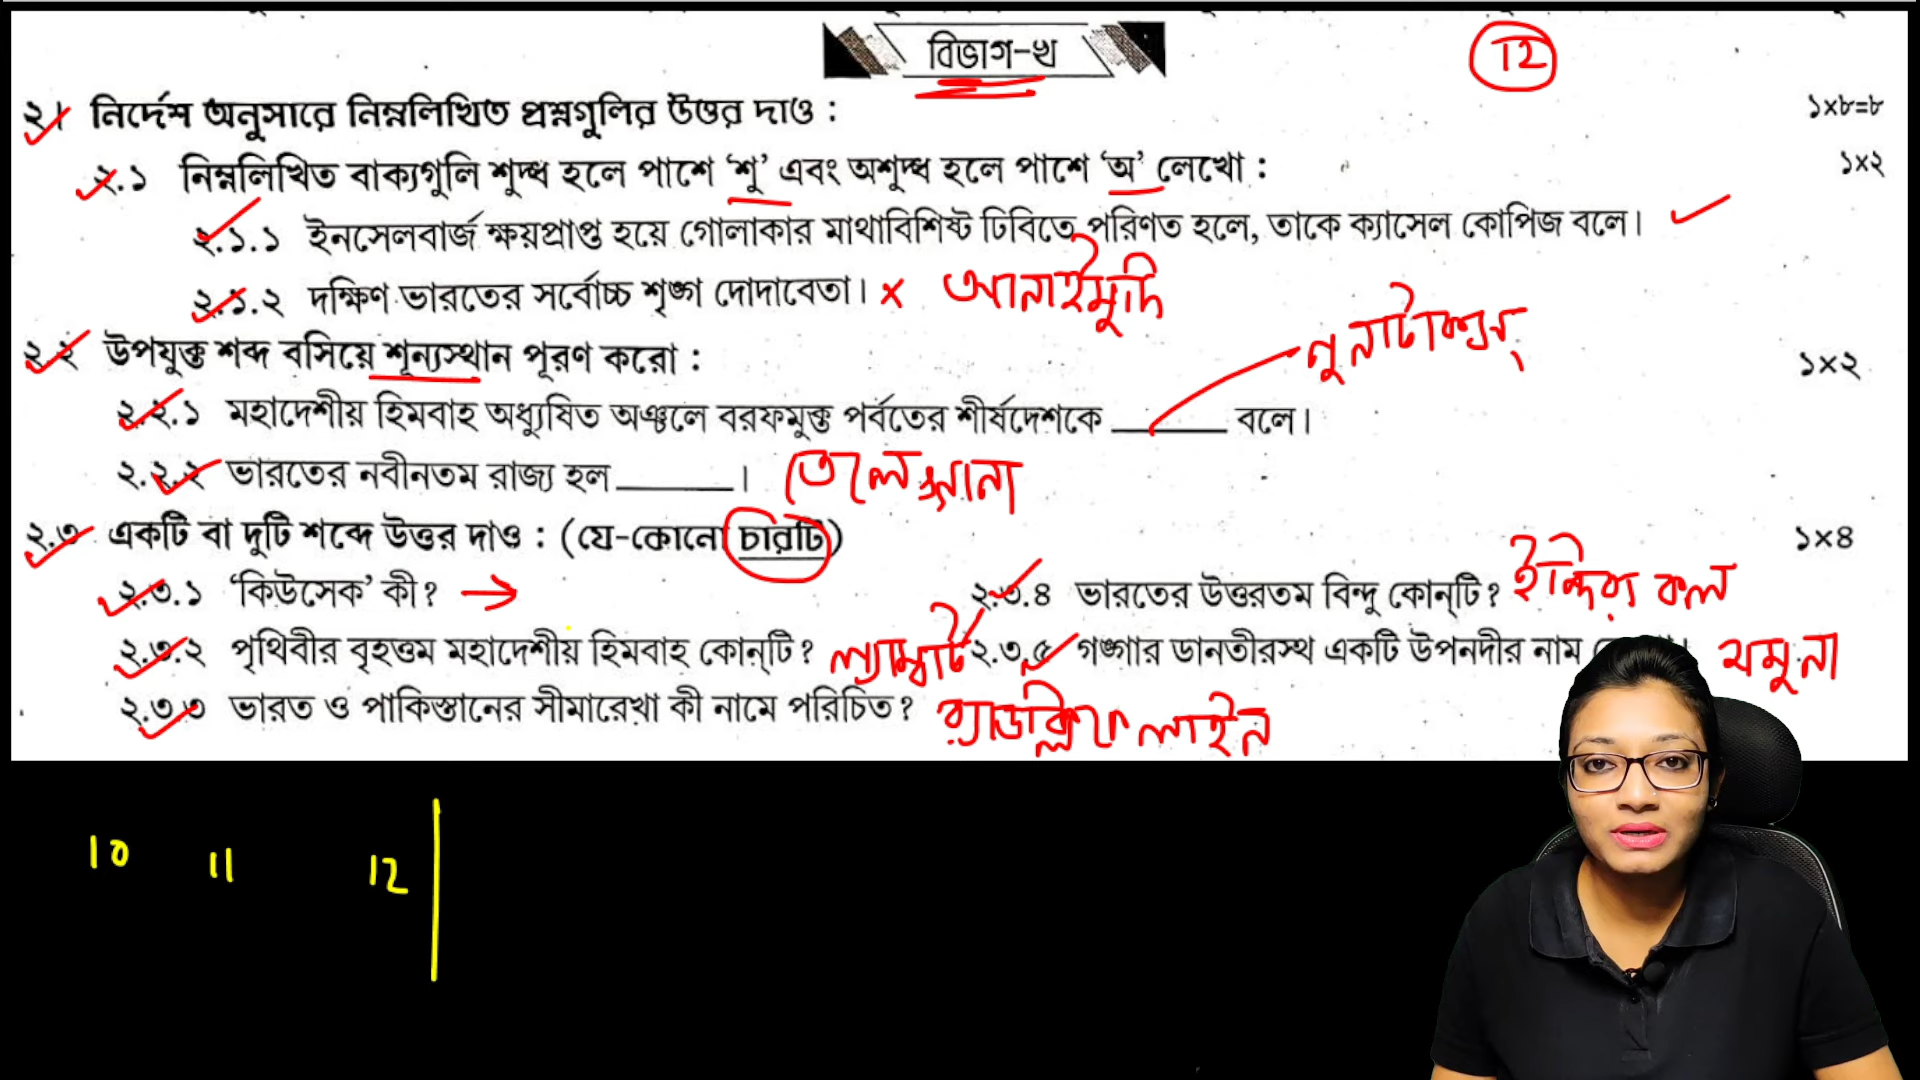 বিভাগ-খ
12
২। নির্দেশ অনুসারে নিম্নলিখিত প্রশ্নগুলির উত্তর দাও : ১×৮=৮
২.১ নিম্নলিখিত বাক্যগুলি শুদ্ধ হলে পাশে ‘শু’ এবং অশুদ্ধ হলে পাশে ‘অ’ লেখো : ১×২
২.১.১ ইনসেলবার্জ ক্ষয়প্রাপ্ত হয়ে গোলাকার মাথাবিশিষ্ট ঢিবিতে পরিণত হলে, তাকে ক্যাসেল কোপিজ বলে।
২.১.২ দক্ষিণ ভারতের সর্বোচ্চ শৃঙ্গ দোদাবেতা। × আনাইমুদি
২.২ উপযুক্ত শব্দ বসিয়ে শূন্যস্থান পূরণ করো : ১×২
নুনাটাকস্
২.২.১ মহাদেশীয় হিমবাহ অধ্যুষিত অঞ্চলে বরফমুক্ত পর্বতের শীর্ষদেশকে ______ বলে।
২.২.২ ভারতের নবীনতম রাজ্য হল ______। তেলেঙ্গানা
২.৩ একটি বা দুটি শব্দে উত্তর দাও : (যে-কোনো চারটি) ১×৪
২.৩.১ ‘কিউসেক’ কী? →
২.৩.৪ ভারতের উত্তরতম বিন্দু কোন্‌টি? ইন্দিরা কল
২.৩.২ পৃথিবীর বৃহত্তম মহাদেশীয় হিমবাহ কোন্‌টি? ল্যাম্বার্ট
২.৩.৫ গঙ্গার ডানতীরস্থ একটি উপনদীর নাম যমুনা
২.৩.৩ ভারত ও পাকিস্তানের সীমারেখা কী নামে পরিচিত? র‍্যাডক্লিফ লাইন
10 11 12